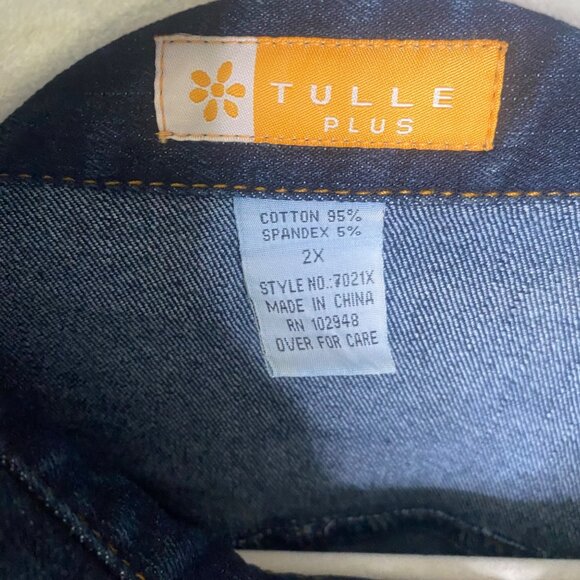 TULLE
PLUS
COTTON 95%
SPANDEX 5%
2X
STYLE NO.:7021X
MADE IN CHINA
RN 102948
OVER FOR CARE